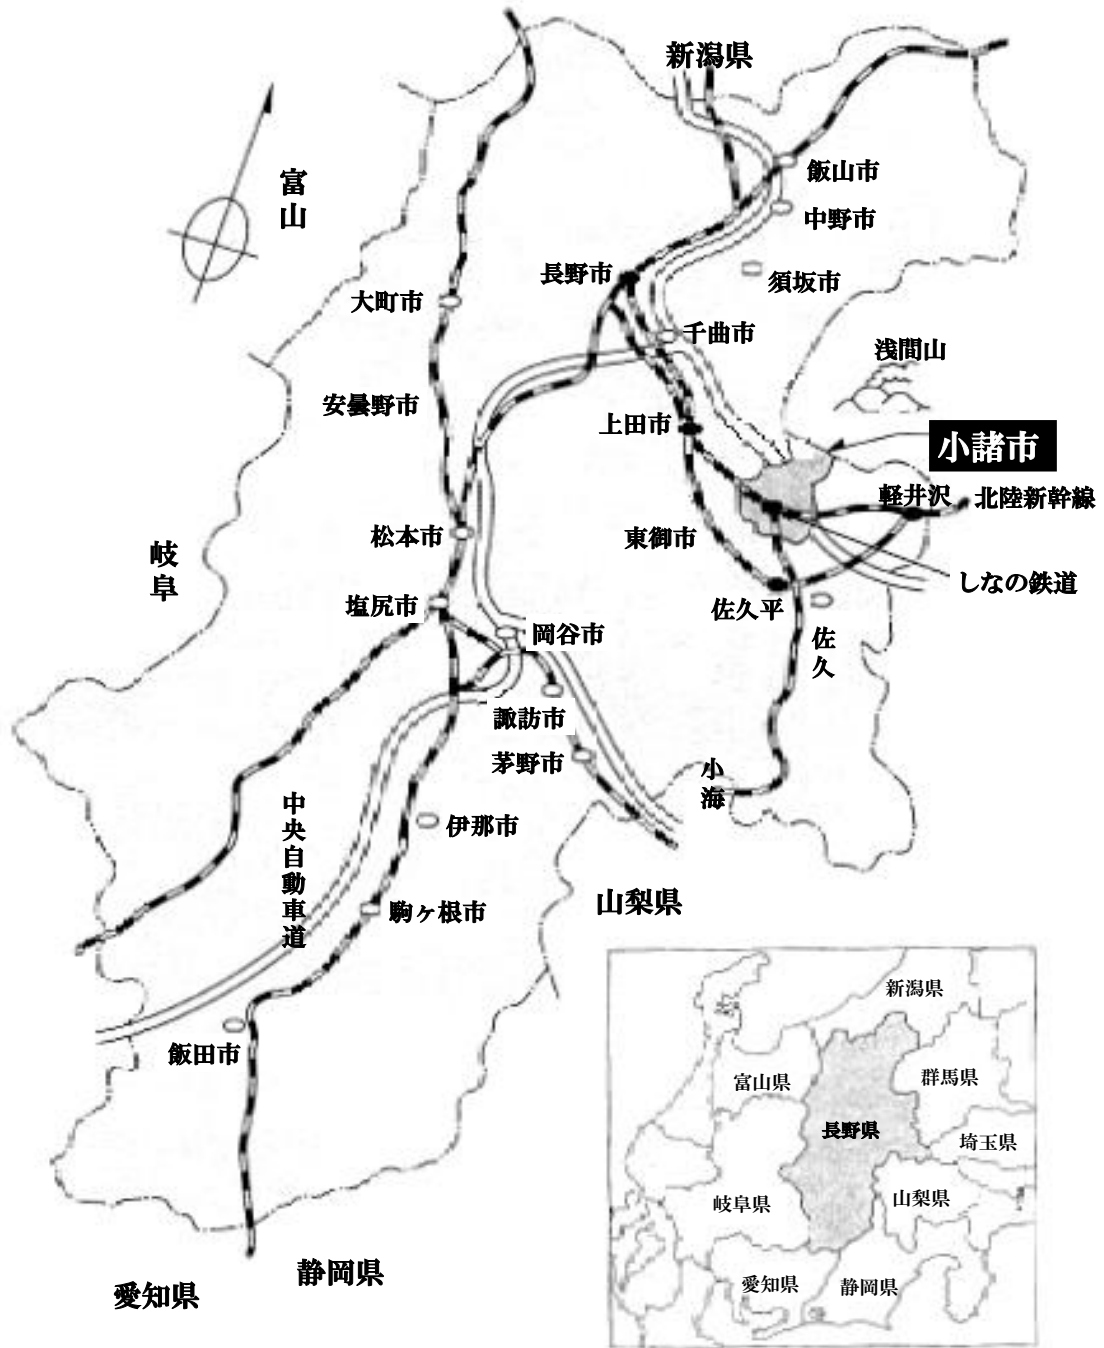 新潟県
富山
飯山市
中野市
長野市
須坂市
大町市
千曲市
浅間山
安曇野市
上田市
小諸市
軽井沢
北陸新幹線
松本市
東御市
岐阜
しなの鉄道
塩尻市
佐久平
岡谷市
佐久
諏訪市
茅野市
小海
中央自動車道
伊那市
山梨県
駒ヶ根市
飯田市
静岡県
愛知県
新潟県
富山県
群馬県
長野県
埼玉県
岐阜県
山梨県
愛知県
静岡県